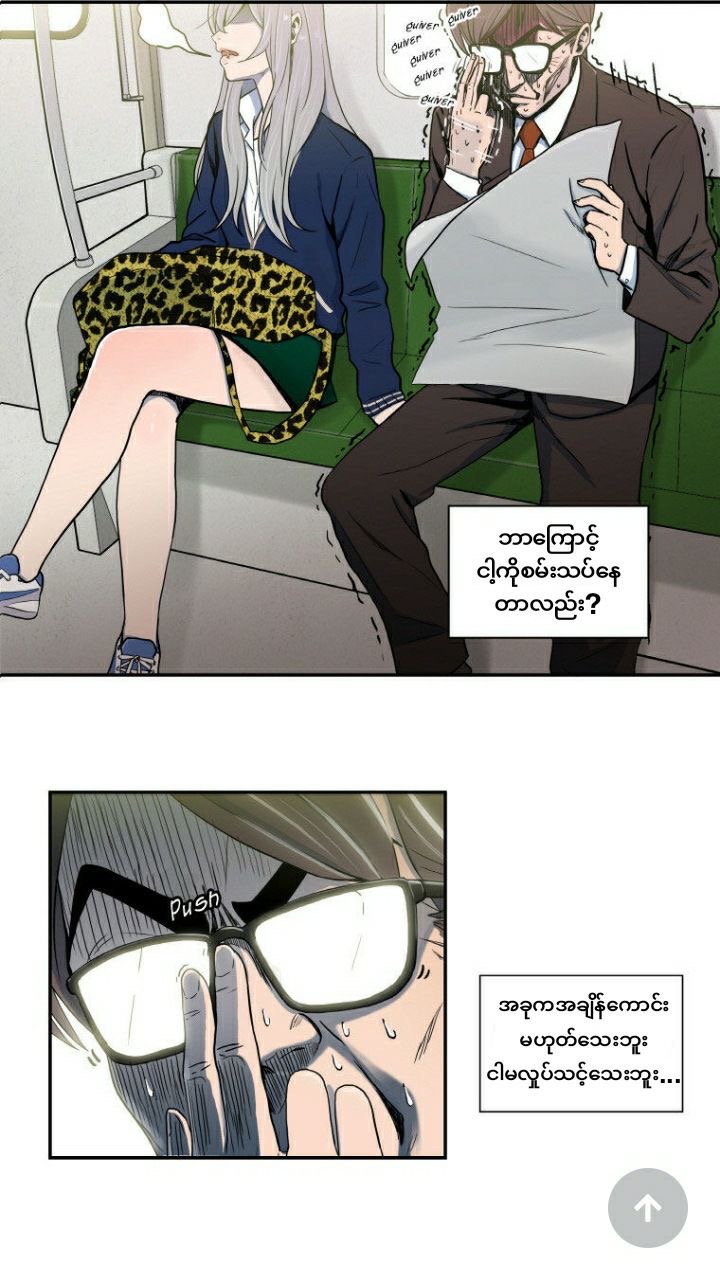 quiver
quiver
quiver
quiver
quiver
quiver
ဘာကြောင့်
ငါ့ကိုစမ်းသပ်နေ
တာလည်း?
Push
အခုကအချိန်ကောင်း
မဟုတ်သေးဘူး
ငါမလှုပ်သင့်သေးဘူး...